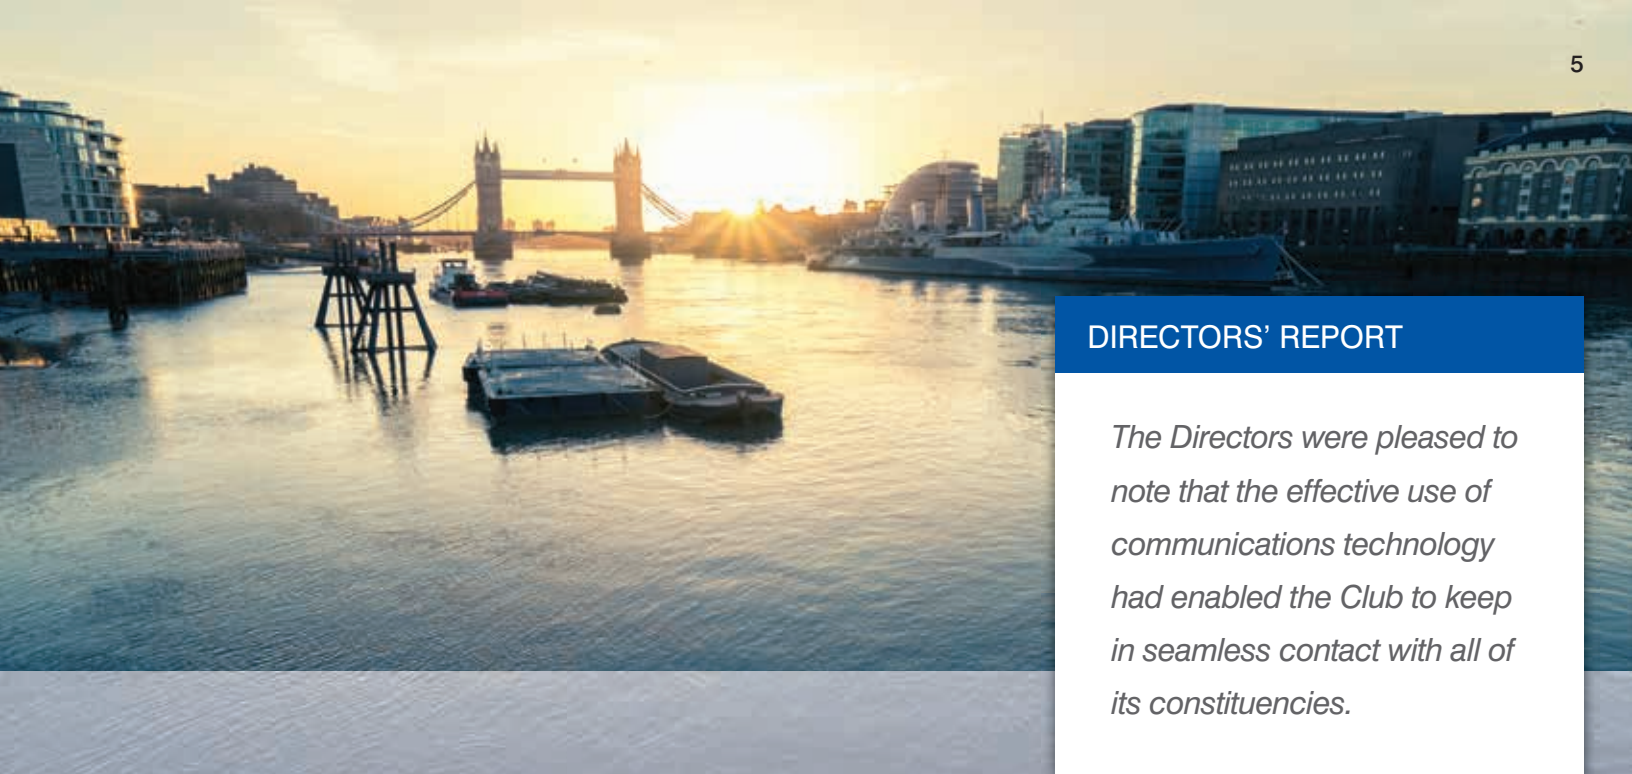 5
DIRECTORS’ REPORT
The Directors were pleased to
note that the effective use of
communications technology
had enabled the Club to keep
in seamless contact with all of
its constituencies.